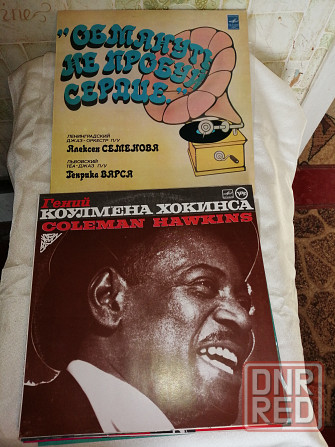 "ОБМАНУТЬ
НЕ ПРОБУЙ
СЕРДЦЕ..."
ЛЕНИНГРАДСКИЙ
ДЖАЗ-ОРКЕСТР П/У
Алексея СЕМЕНОВА
ЛЬВОВСКИЙ
ТЕА-ДЖАЗ П/У
Генрика ВАРСА
Гений
КОУЛМЕНА ХОКИНСА
COLEMAN HAWKINS
DNR
RED